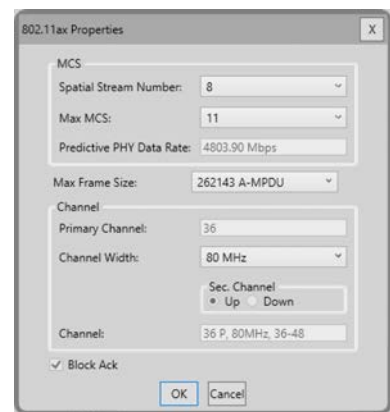 802.11ax Properties X
MCS
Spatial Stream Number: 8
Max MCS: 11
Predictive PHY Data Rate: 4803.90 Mbps
Max Frame Size: 262143 A-MPDU
Channel
Primary Channel: 36
Channel Width: 80 MHz
Sec. Channel
Up Down
Channel: 36 P, 80MHz, 36-48
Block Ack
OK Cancel